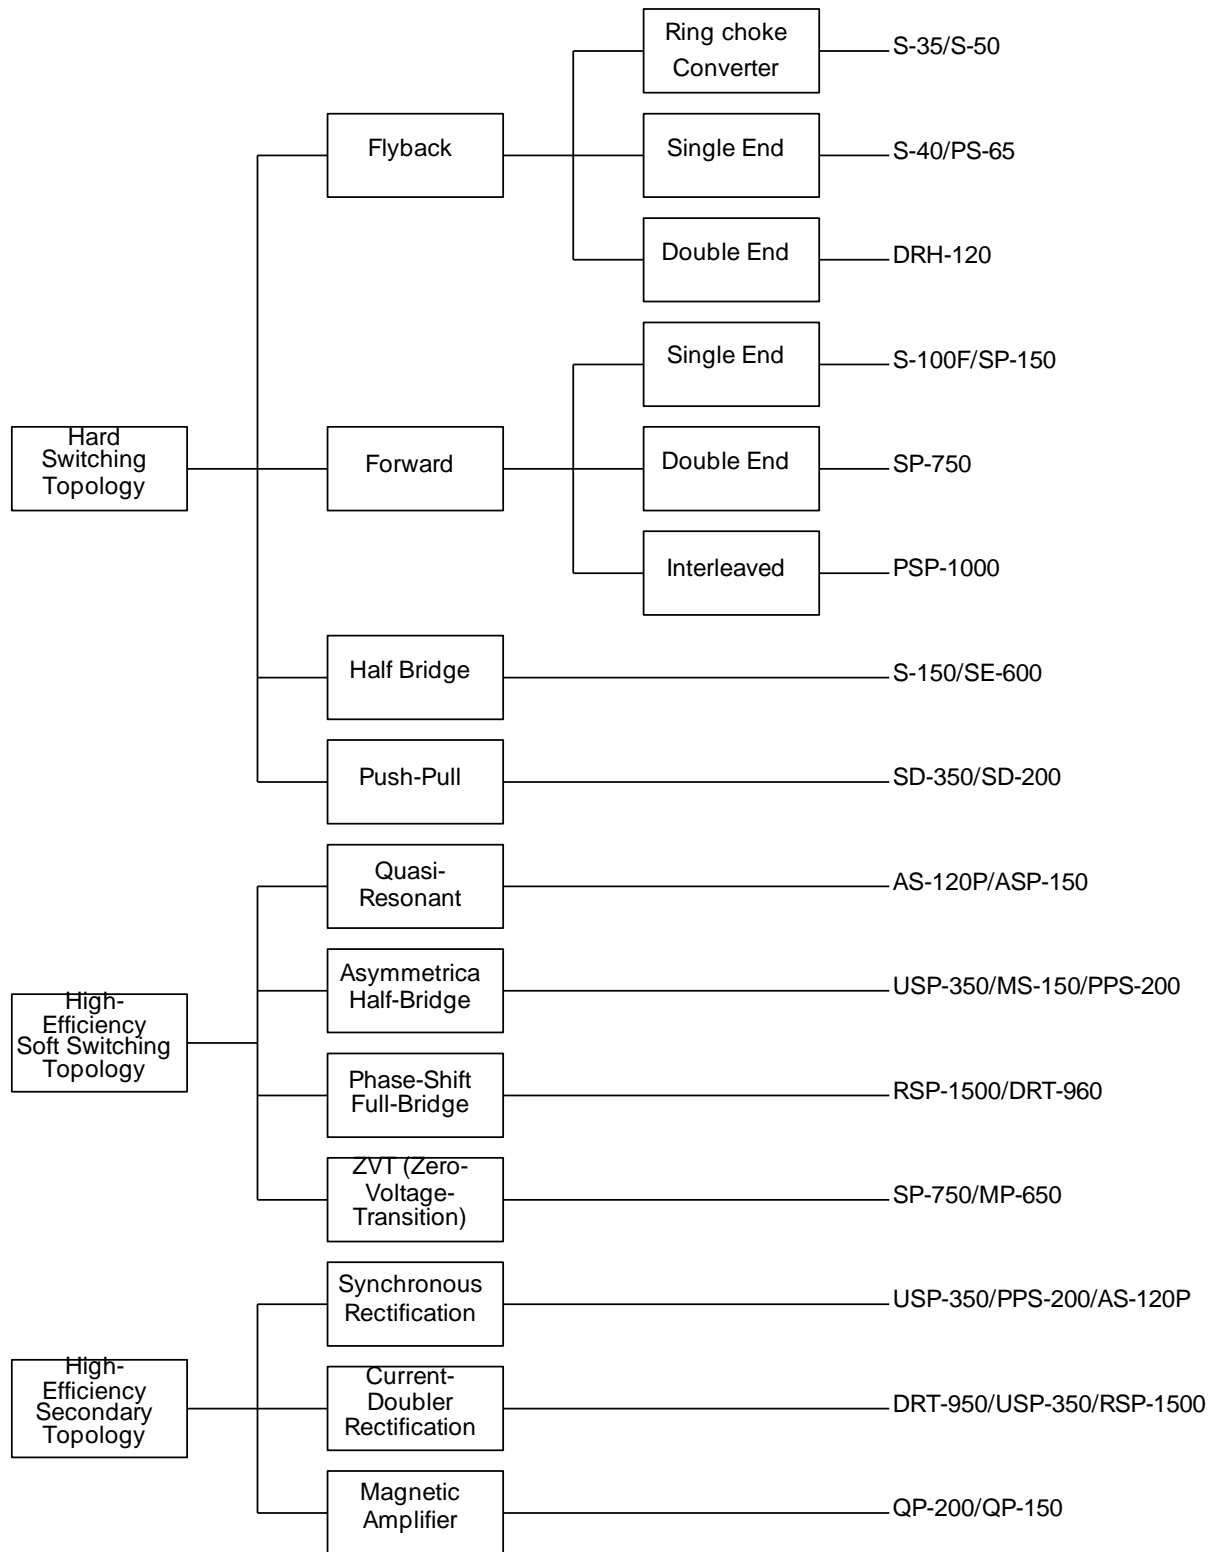 Ring choke
Converter
S-35/S-50
Flyback
Single End
S-40/PS-65
Double End
DRH-120
Single End
S-100F/SP-150
Hard
Switching
Topology
Forward
Double End
SP-750
Interleaved
PSP-1000
Half Bridge
S-150/SE-600
Push-Pull
SD-350/SD-200
Quasi-
Resonant
AS-120P/ASP-150
Asymmetrica
Half-Bridge
USP-350/MS-150/PPS-200
High-
Efficiency
Soft Switching
Topology
Phase-Shift
Full-Bridge
RSP-1500/DRT-960
ZVT (Zero-
Voltage-
Transition)
SP-750/MP-650
Synchronous
Rectification
USP-350/PPS-200/AS-120P
High-
Efficiency
Secondary
Topology
Current-
Doubler
Rectification
DRT-950/USP-350/RSP-1500
Magnetic
Amplifier
QP-200/QP-150